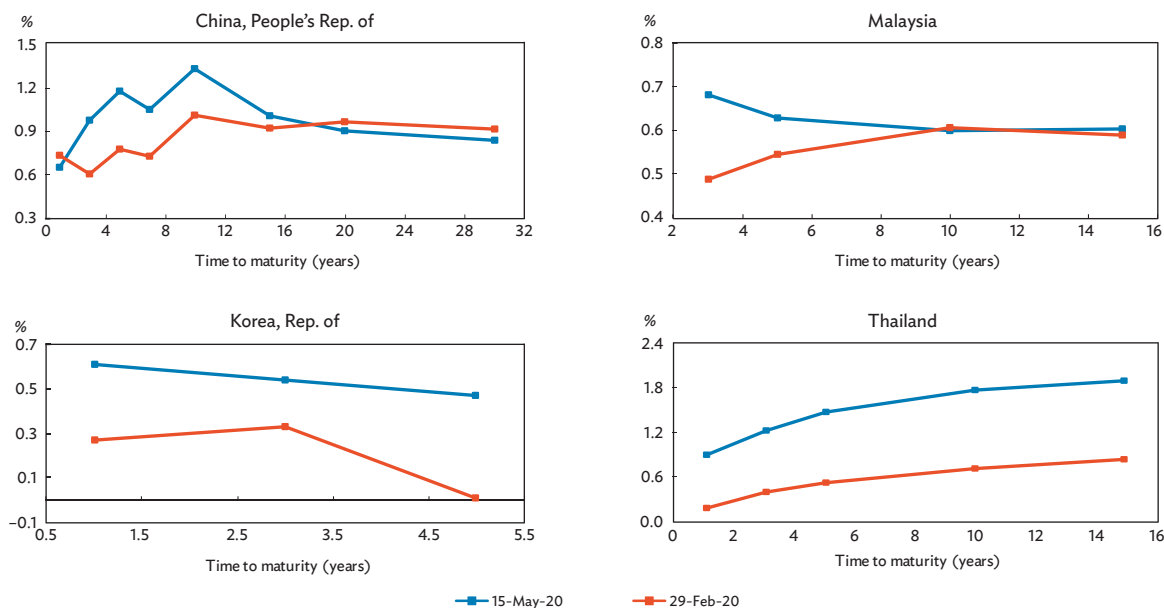 China, People's Rep. of
%
1.5
1.2
0.9
0.6
0.3
0 4 8 12 16 20 24 28 32
Time to maturity (years)
Malaysia
%
0.8
0.7
0.6
0.5
0.4
2 4 6 8 10 12 14 16
Time to maturity (years)
Korea, Rep. of
%
0.7
0.5
0.3
0.1
–0.1
0.5 1.5 2.5 3.5 4.5 5.5
Time to maturity (years)
Thailand
%
2.4
1.8
1.2
0.6
0.0
0 2 4 6 8 10 12 14 16
Time to maturity (years)
15-May-20 29-Feb-20